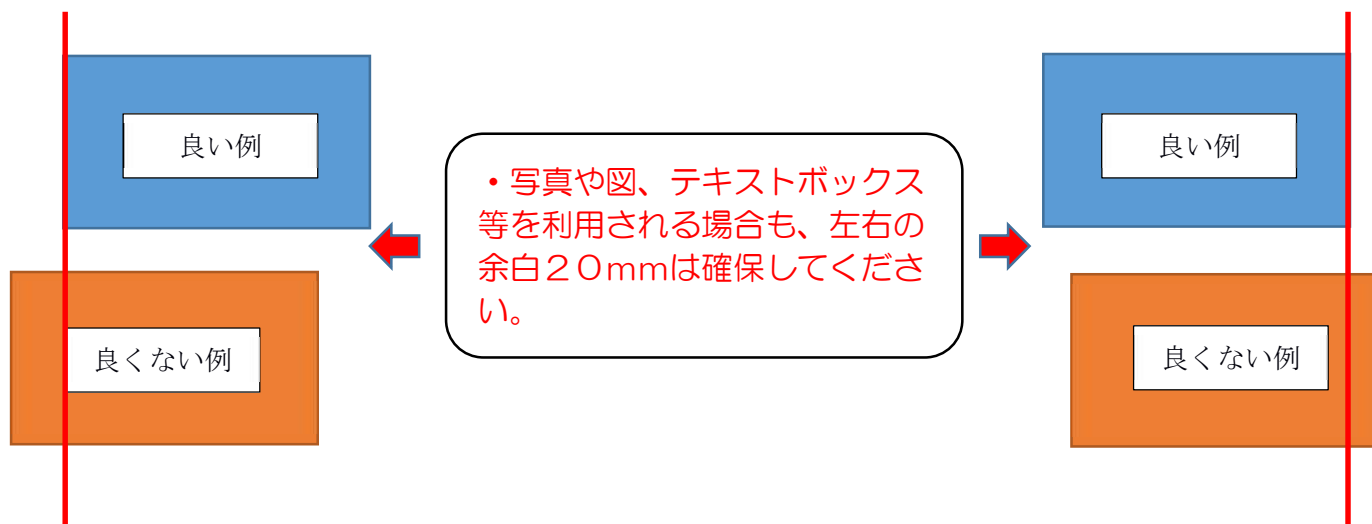 良い例
良い例
・写真や図、テキストボックス
等を利用される場合も、左右の
余白２０ｍｍは確保してくださ
い。
良くない例
良くない例